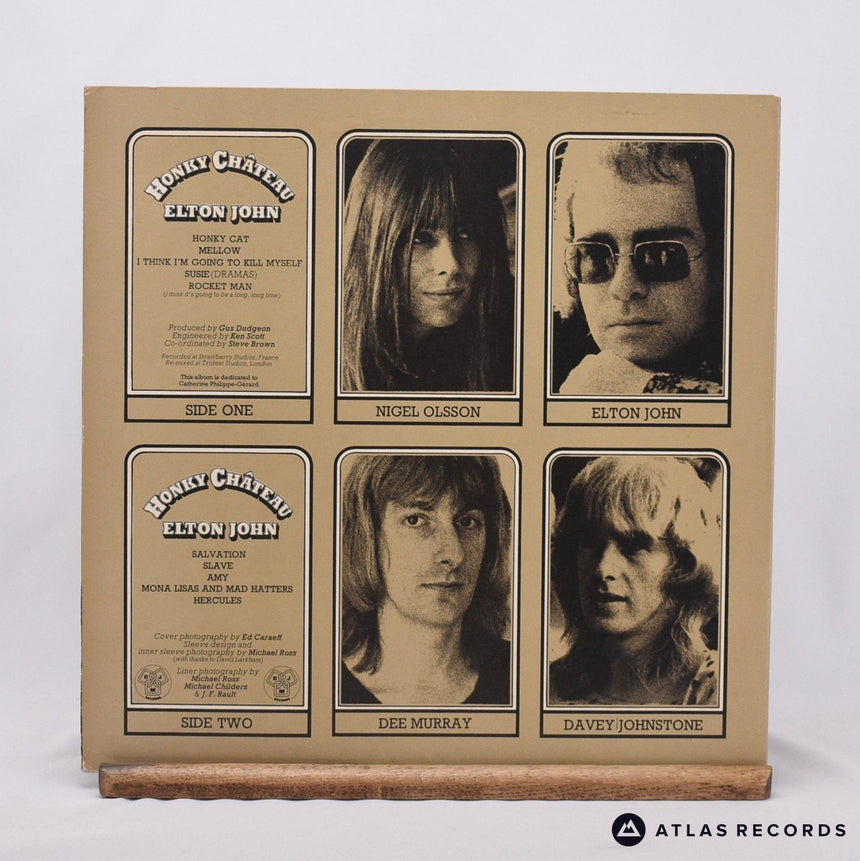 HONKY CHÂTEAU
ELTON JOHN
HONKY CAT
MELLOW
I THINK I'M GOING TO KILL MYSELF
SUSIE (DRAMAS)
ROCKET MAN
(I think it's going to be a long, long time)
Produced by Gus Dudgeon
Engineered by Ken Scott
Co-ordinated by Steve Brown
Recorded at Strawberry Studios, France
Re-mixed at Trident Studios, London
This album is dedicated to
Catherine Philippe-Gérard
SIDE ONE
NIGEL OLSSON
ELTON JOHN
HONKY CHÂTEAU
ELTON JOHN
SALVATION
SLAVE
AMY
MONA LISAS AND MAD HATTERS
HERCULES
Cover photography by Ed Caraeff
Sleeve design and
inner sleeve photography by Michael Ross
(with thanks to David Larkham)
Liner photography by
Michael Ross
Michael Childers
& J. F. Rault
SIDE TWO
DEE MURRAY
DAVEY JOHNSTONE
ATLAS RECORDS